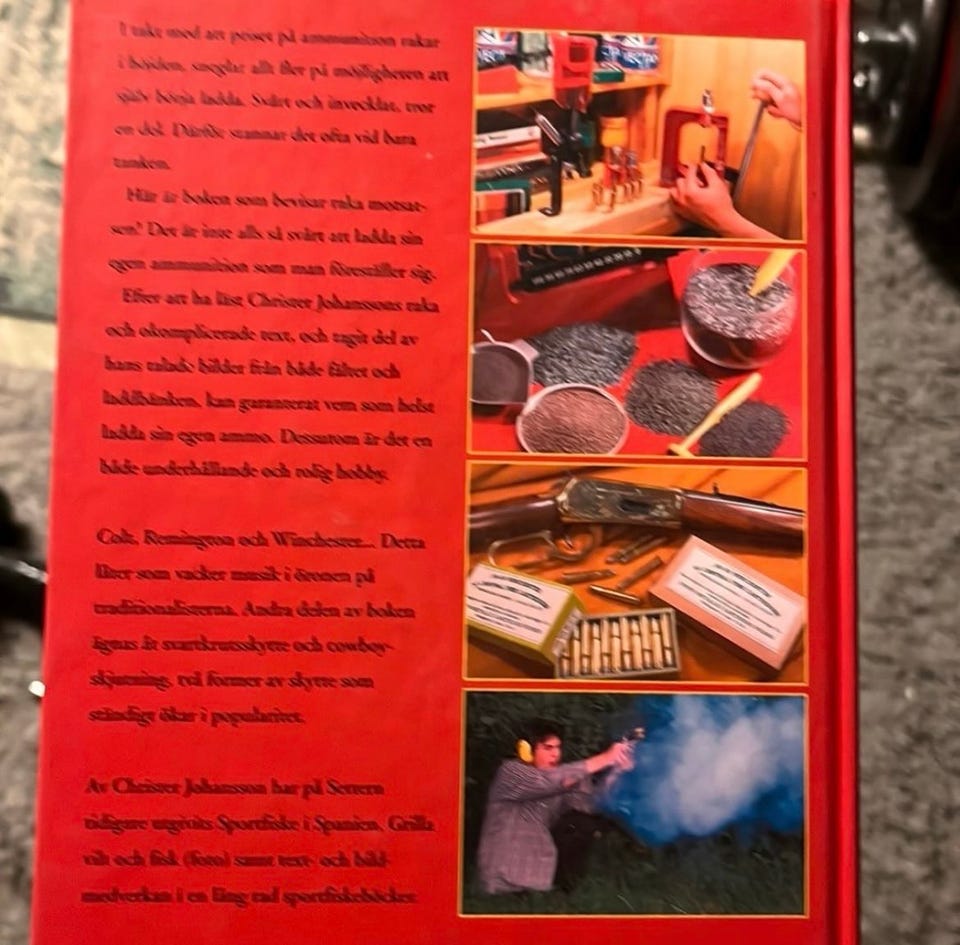 I takt med att priset på ammunition rakar
i höjden, sneglar allt fler på möjligheten att
själv börja ladda. Svårt och invecklat, tror
en del. Därför stannar det ofta vid bara
tanken.
Här är boken som bevisar raka motsat-
sen! Det är inte alls så svårt att ladda sin
egen ammunition som man föreställer sig.
Efter att ha läst Christer Johanssons raka
och okomplicerade text, och tagit del av
hans talade bilder från både fältet och
laddbänken, kan garanterat vem som helst
ladda sin egen ammo. Dessutom är det en
både underhållande och rolig hobby.
Colt, Remington och Winchester... Detta
låter som vacker musik i öronen på
traditionalisterna. Andra delen av boken
ägnas åt svartkrutsskytte och cowboy-
skjutning, två former av skytte som
ständigt ökar i popularitet.
Av Christer Johansson har på Settern
tidigare utgivits Sportfiske i Spanien, Grilla
vilt och fisk (foto) samt text- och bild-
medverkan i en lång rad sportfiskeböcker.